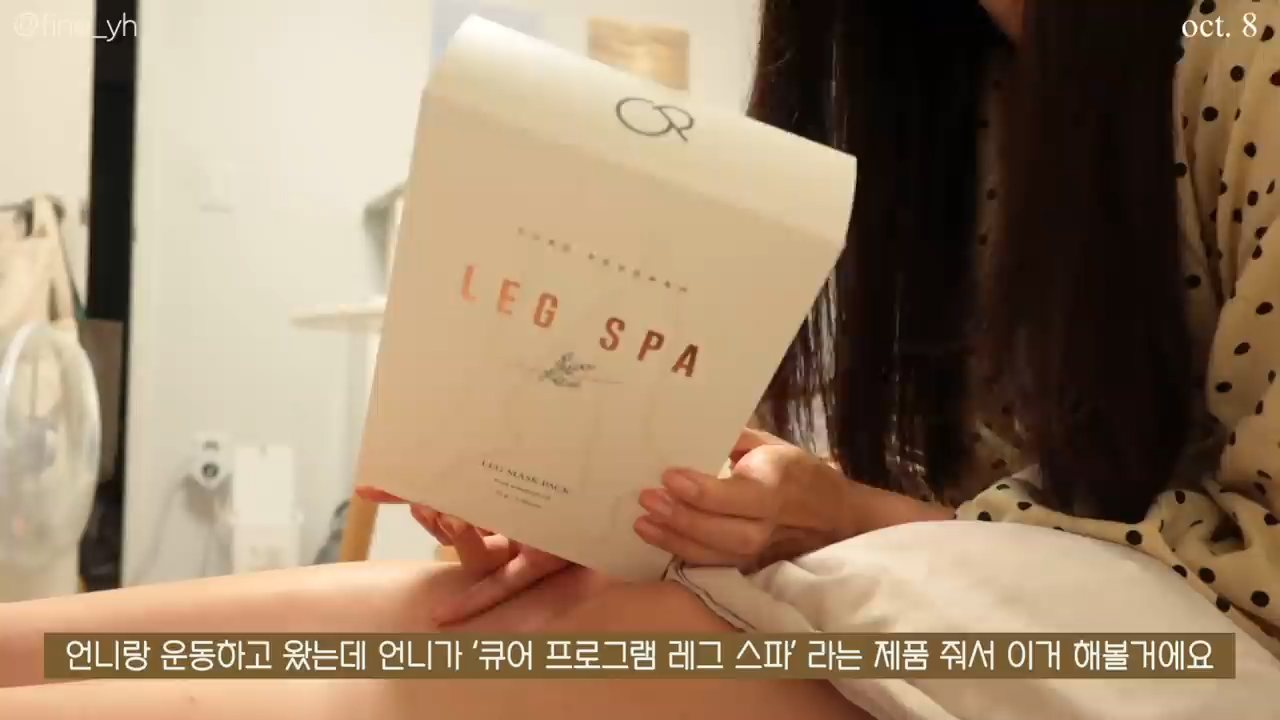 @fine_yh
oct. 8
CR
LEG SPA
LEG MASK PACK
언니랑 운동하고 왔는데 언니가 '큐어 프로그램 레그 스파' 라는 제품 줘서 이거 해볼거에요